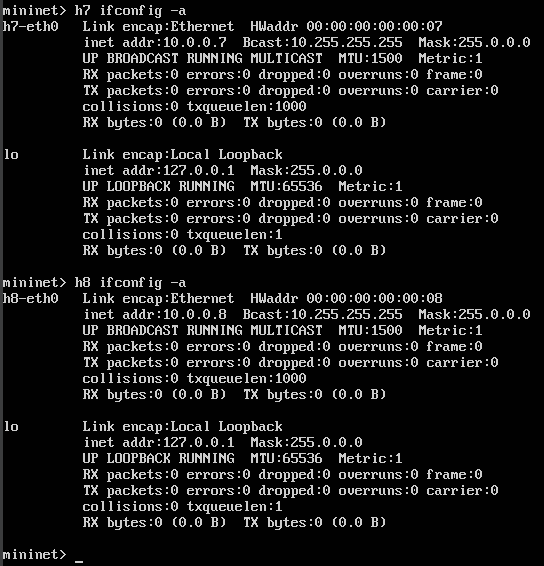 mininet> h7 ifconfig -a
h7-eth0   Link encap:Ethernet  HWaddr 00:00:00:00:00:07
          inet addr:10.0.0.7  Bcast:10.255.255.255  Mask:255.0.0.0
          UP BROADCAST RUNNING MULTICAST  MTU:1500  Metric:1
          RX packets:0 errors:0 dropped:0 overruns:0 frame:0
          TX packets:0 errors:0 dropped:0 overruns:0 carrier:0
          collisions:0 txqueuelen:1000
          RX bytes:0 (0.0 B)  TX bytes:0 (0.0 B)

lo        Link encap:Local Loopback
          inet addr:127.0.0.1  Mask:255.0.0.0
          UP LOOPBACK RUNNING  MTU:65536  Metric:1
          RX packets:0 errors:0 dropped:0 overruns:0 frame:0
          TX packets:0 errors:0 dropped:0 overruns:0 carrier:0
          collisions:0 txqueuelen:1
          RX bytes:0 (0.0 B)  TX bytes:0 (0.0 B)

mininet> h8 ifconfig -a
h8-eth0   Link encap:Ethernet  HWaddr 00:00:00:00:00:08
          inet addr:10.0.0.8  Bcast:10.255.255.255  Mask:255.0.0.0
          UP BROADCAST RUNNING MULTICAST  MTU:1500  Metric:1
          RX packets:0 errors:0 dropped:0 overruns:0 frame:0
          TX packets:0 errors:0 dropped:0 overruns:0 carrier:0
          collisions:0 txqueuelen:1000
          RX bytes:0 (0.0 B)  TX bytes:0 (0.0 B)

lo        Link encap:Local Loopback
          inet addr:127.0.0.1  Mask:255.0.0.0
          UP LOOPBACK RUNNING  MTU:65536  Metric:1
          RX packets:0 errors:0 dropped:0 overruns:0 frame:0
          TX packets:0 errors:0 dropped:0 overruns:0 carrier:0
          collisions:0 txqueuelen:1
          RX bytes:0 (0.0 B)  TX bytes:0 (0.0 B)

mininet> _